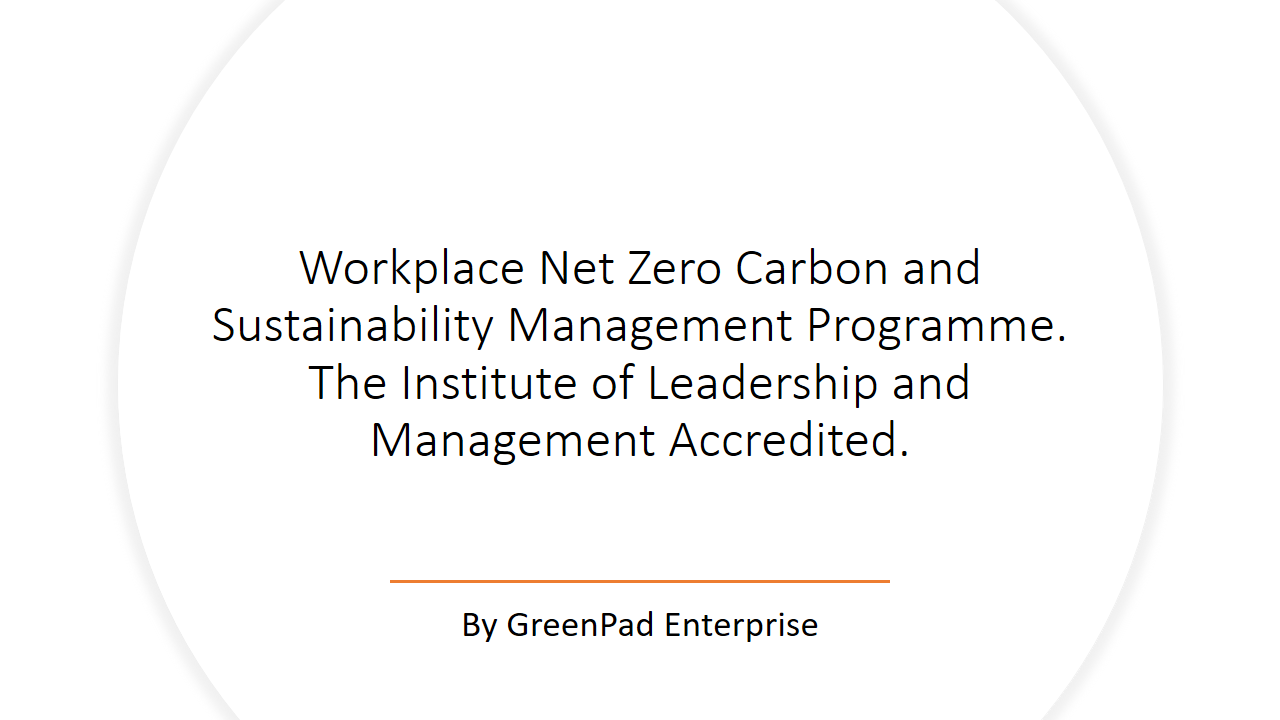 Workplace Net Zero Carbon and
Sustainability Management Programme.
The Institute of Leadership and
Management Accredited.
By GreenPad Enterprise